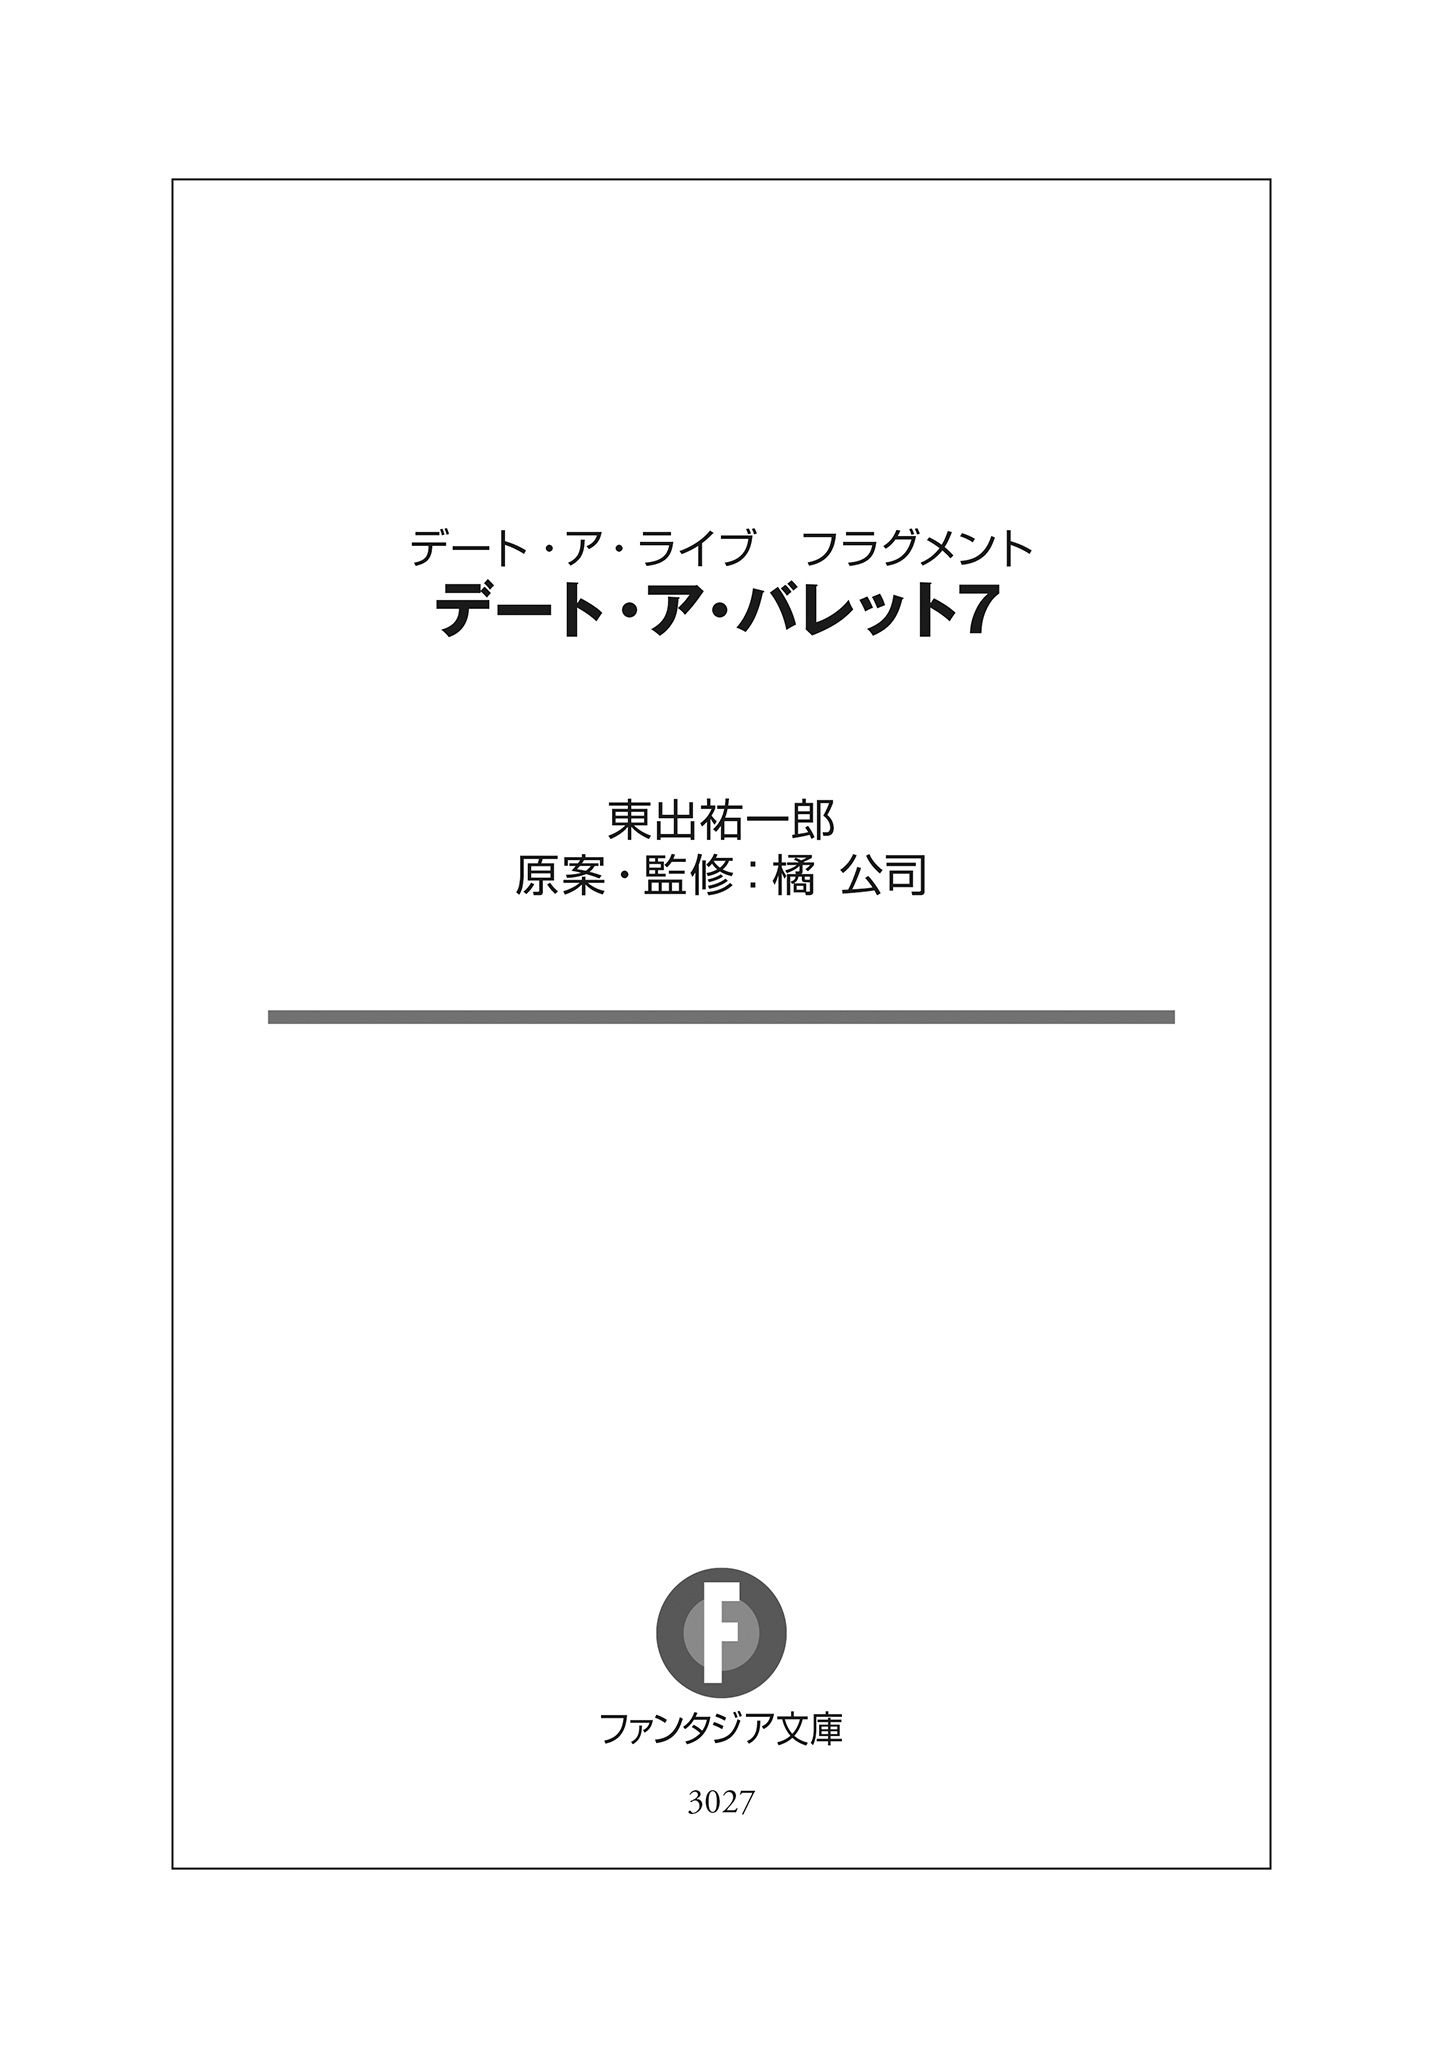 デート・ア・ライブ　フラグメント
デート・ア・バレット7
東出祐一郎
原案・監修：橘 公司
F
ファンタジア文庫
3027